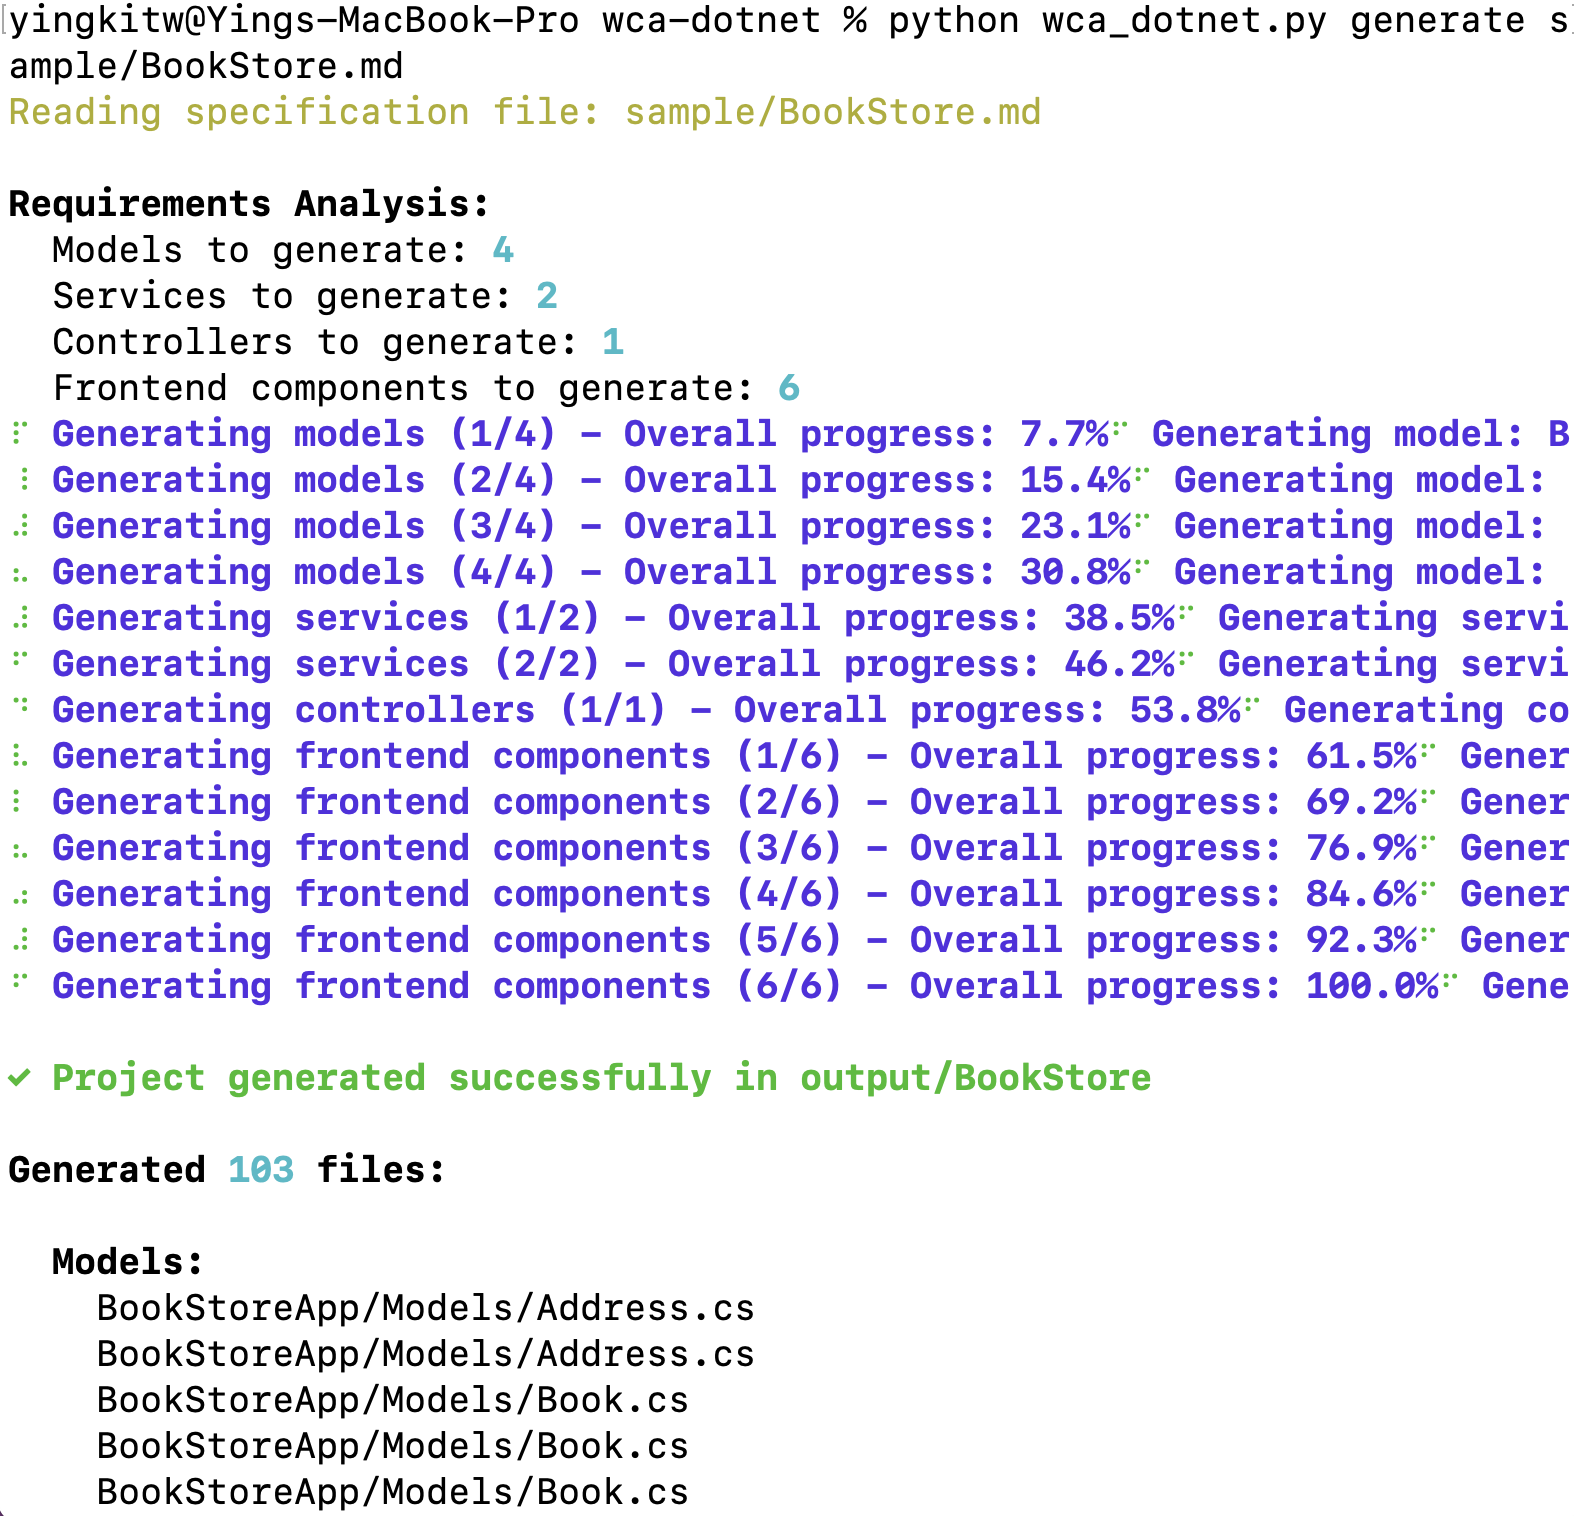 yingkitw@Yings-MacBook-Pro wca-dotnet % python wca_dotnet.py generate s
ample/BookStore.md
Reading specification file: sample/BookStore.md
Requirements Analysis:
Models to generate: 4
Services to generate: 2
Controllers to generate: 1
Frontend components to generate: 6
Generating models (1/4) - Overall progress: 7.7% Generating model: B
Generating models (2/4) - Overall progress: 15.4% Generating model:
Generating models (3/4) - Overall progress: 23.1% Generating model:
Generating models (4/4) - Overall progress: 30.8% Generating model:
Generating services (1/2) - Overall progress: 38.5% Generating servi
Generating services (2/2) - Overall progress: 46.2% Generating servi
Generating controllers (1/1) - Overall progress: 53.8% Generating co
Generating frontend components (1/6) - Overall progress: 61.5% Gener
Generating frontend components (2/6) - Overall progress: 69.2% Gener
Generating frontend components (3/6) - Overall progress: 76.9% Gener
Generating frontend components (4/6) - Overall progress: 84.6% Gener
Generating frontend components (5/6) - Overall progress: 92.3% Gener
Generating frontend components (6/6) - Overall progress: 100.0% Gene
✓ Project generated successfully in output/BookStore
Generated 103 files:
Models:
BookStoreApp/Models/Address.cs
BookStoreApp/Models/Address.cs
BookStoreApp/Models/Book.cs
BookStoreApp/Models/Book.cs
BookStoreApp/Models/Book.cs